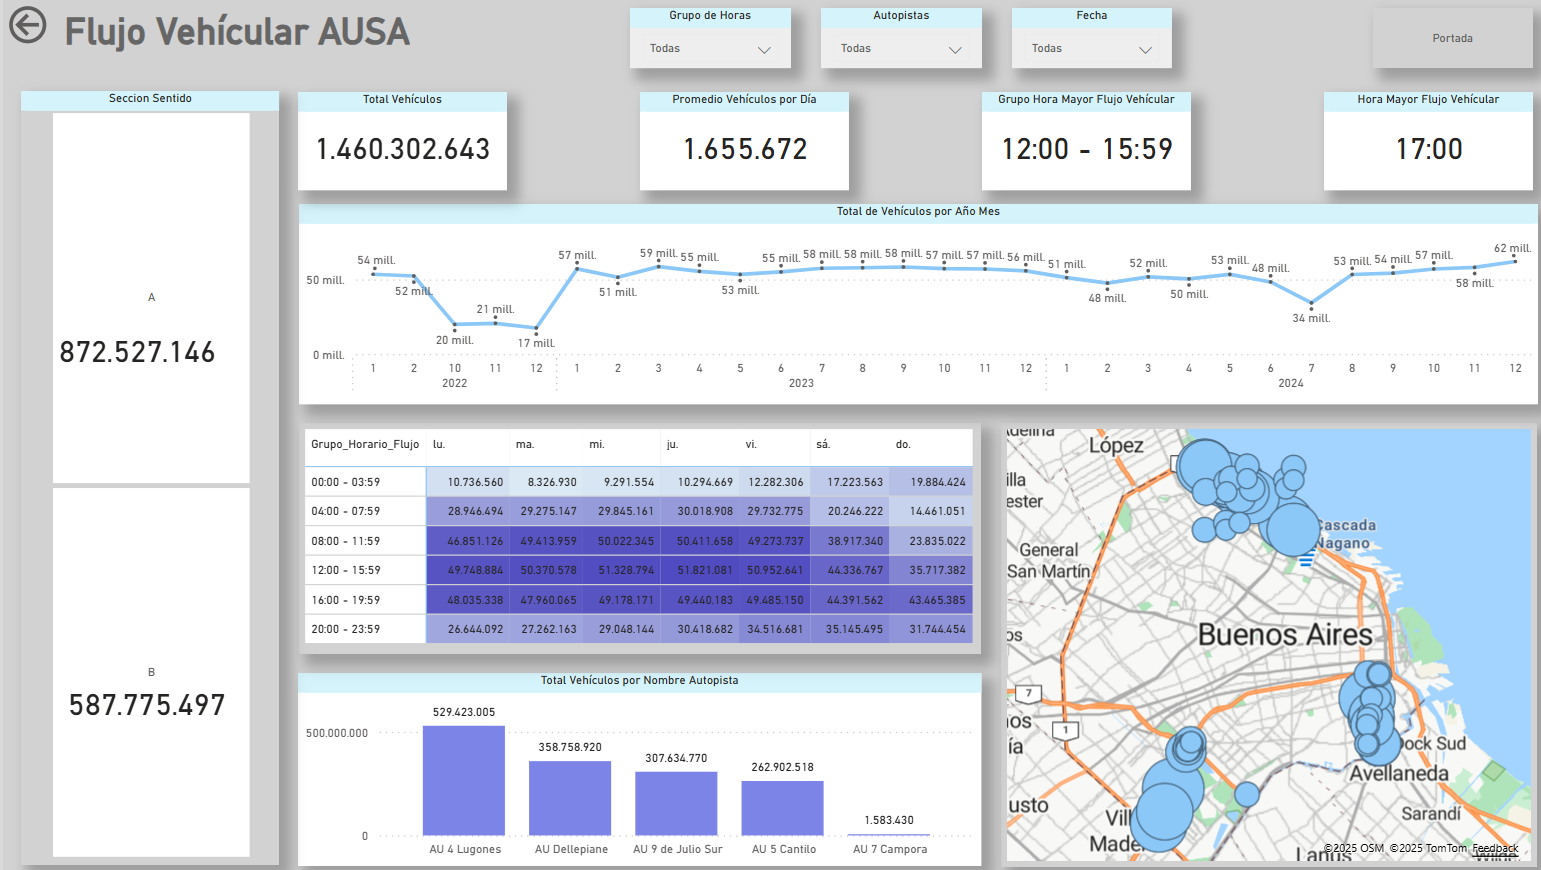 Flujo Vehícular AUSA
Grupo de Horas
Todas
Autopistas
Todas
Fecha
Todas
Portada
Seccion Sentido
A
872.527.146
B
587.775.497
Total Vehículos
1.460.302.643
Promedio Vehículos por Día
1.655.672
Grupo Hora Mayor Flujo Vehícular
12:00 - 15:59
Hora Mayor Flujo Vehícular
17:00
Total de Vehículos por Año Mes
50 mill.
0 mill.
54 mill. 52 mill. 20 mill. 21 mill. 17 mill. 57 mill. 51 mill. 59 mill. 55 mill. 53 mill. 55 mill. 58 mill. 58 mill. 58 mill. 57 mill. 57 mill. 56 mill. 51 mill. 48 mill. 52 mill. 50 mill. 53 mill. 48 mill. 34 mill. 53 mill. 54 mill. 57 mill. 58 mill. 62 mill.
1 2 10 11 12 1 2 3 4 5 6 7 8 9 10 11 12 1 2 3 4 5 6 7 8 9 10 11 12
2022 2023 2024
Grupo_Horario_Flujo lu. ma. mi. ju. vi. sá. do.
00:00 - 03:59 10.736.560 8.326.930 9.291.554 10.294.669 12.282.306 17.223.563 19.884.424
04:00 - 07:59 28.946.494 29.275.147 29.845.161 30.018.908 29.732.775 20.246.222 14.461.051
08:00 - 11:59 46.851.126 49.413.959 50.022.345 50.411.658 49.273.737 38.917.340 23.835.022
12:00 - 15:59 49.748.884 50.370.578 51.328.794 51.821.081 50.952.641 44.336.767 35.717.382
16:00 - 19:59 48.035.338 47.960.065 49.178.171 49.440.183 49.485.150 44.391.562 43.465.385
20:00 - 23:59 26.644.092 27.262.163 29.048.144 30.418.682 34.516.681 35.145.495 31.744.454
Total Vehículos por Nombre Autopista
500.000.000
0
529.423.005 358.758.920 307.634.770 262.902.518 1.583.430
AU 4 Lugones AU Dellepiane AU 9 de Julio Sur AU 5 Cantilo AU 7 Campora
López
Cascada
Nagano
General
San Martín
Buenos Aires
7
1
Dock Sud
Avellaneda
Sarandí
Lanús
©2025 OSM ©2025 TomTom Feedback